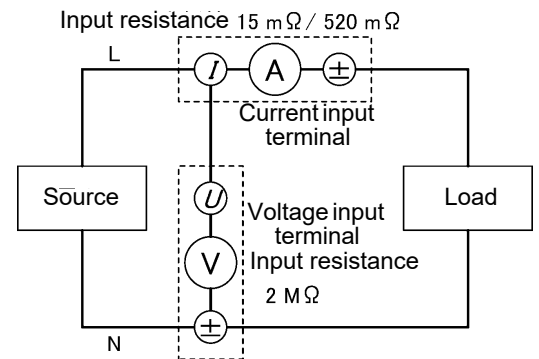 Input resistance 15 mΩ/ 520 mΩ
L
I A ±
Current input
terminal
Source
U
Voltage input
terminal
Load
V
Input resistance
2 MΩ
±
N